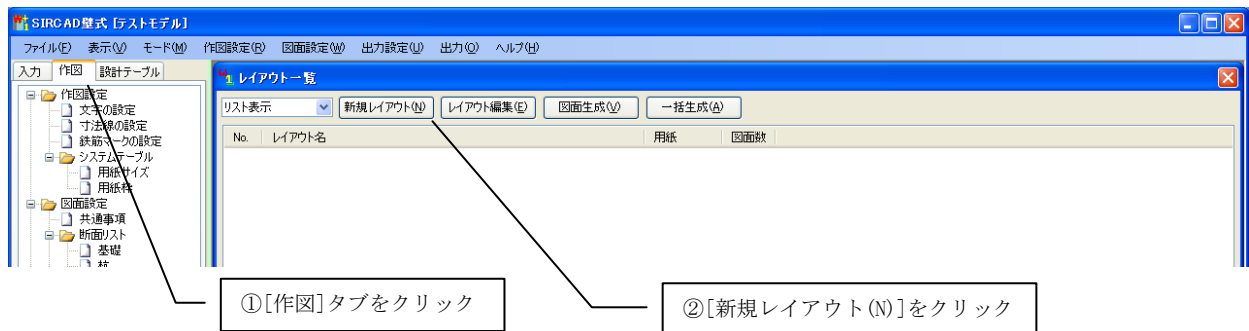 SIRCAD壁式 [テストモデル]
ファイル(F) 表示(V) モード(M) 作図設定(R) 図面設定(W) 出力設定(U) 出力(O) ヘルプ(H)
入力 作図 設計テーブル
作図設定
文字の設定
寸法線の設定
鉄筋マークの設定
システムテーブル
用紙サイズ
用紙枠
図面設定
共通事項
断面リスト
基礎
杭
レイアウト一覧
リスト表示 新規レイアウト(N) レイアウト編集(E) 図面生成(V) 一括生成(A)
No. レイアウト名 用紙 図面数
①[作図]タブをクリック
②[新規レイアウト(N)]をクリック